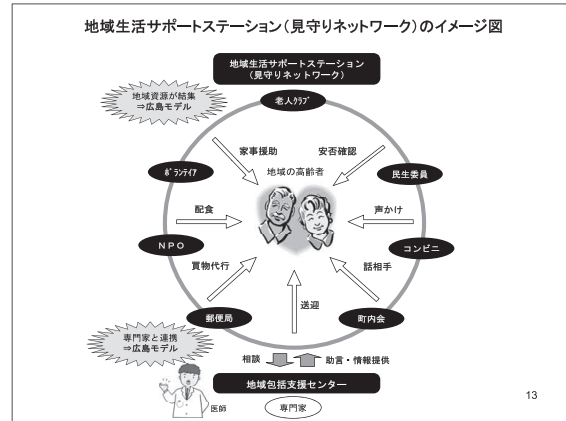 地域生活サポートステーション（見守りネットワーク）のイメージ図
地域生活サポートステーション
（見守りネットワーク）
地域資源が結集
⇒広島モデル
老人クラブ
家事援助
安否確認
ボランティア
地域の高齢者
民生委員
配食
声かけ
NPO
コンビニ
買物代行
話相手
郵便局
送迎
町内会
専門家と連携
⇒広島モデル
相談
助言・情報提供
地域包括支援センター
医師
専門家
13